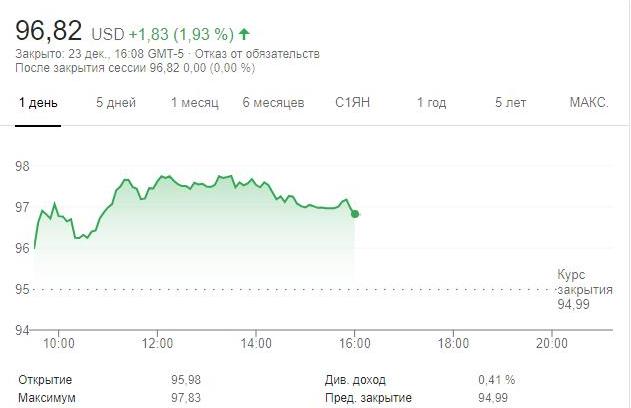 96,82 USD +1,83 (1,93 %)
Закрыто: 23 дек., 16:08 GMT-5 · Отказ от обязательств
После закрытия сессии 96,82 0,00 (0,00 %)
1 день 5 дней 1 месяц 6 месяцев С1ЯН 1 год 5 лет МАКС.
98
97
96
Курс
95 закрытия
94,99
94
10:00 12:00 14:00 16:00 18:00 20:00
Открытие 95,98 Див. доход 0,41 %
Максимум 97,83 Пред. закрытие 94,99